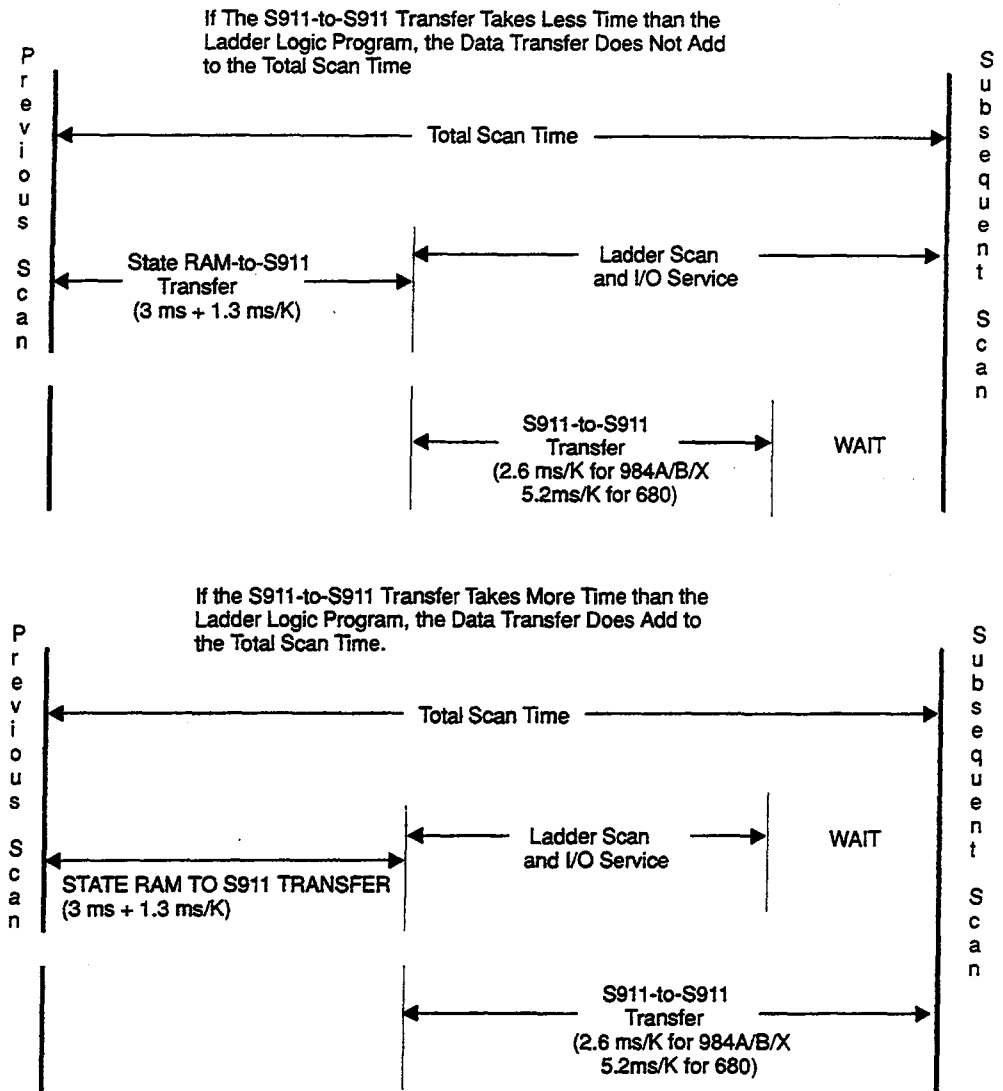 If The S911-to-S911 Transfer Takes Less Time than the
Ladder Logic Program, the Data Transfer Does Not Add
to the Total Scan Time
Previous Scan
Subsequent Scan
Total Scan Time
State RAM-to-S911
Transfer
(3 ms + 1.3 ms/K)
Ladder Scan
and I/O Service
S911-to-S911
Transfer
(2.6 ms/K for 984A/B/X
5.2ms/K for 680)
WAIT
If the S911-to-S911 Transfer Takes More Time than the
Ladder Logic Program, the Data Transfer Does Add to
the Total Scan Time.
Previous Scan
Subsequent Scan
Total Scan Time
Ladder Scan
and I/O Service
WAIT
STATE RAM TO S911 TRANSFER
(3 ms + 1.3 ms/K)
S911-to-S911
Transfer
(2.6 ms/K for 984A/B/X
5.2ms/K for 680)